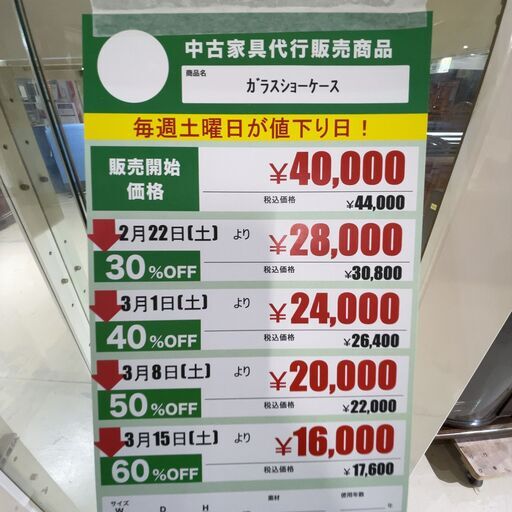 中古家具代行販売商品
商品名
ガラスショーケース
毎週土曜日が値下り日！
販売開始
価格
¥40,000
税込価格 ¥44,000
2月22日(土) より
30%OFF
¥28,000
税込価格 ¥30,800
3月1日(土) より
40%OFF
¥24,000
税込価格 ¥26,400
3月8日(土) より
50%OFF
¥20,000
税込価格 ¥22,000
3月15日(土) より
60%OFF
¥16,000
税込価格 ¥17,600
サイズ 素材 使用年数
W D H 年